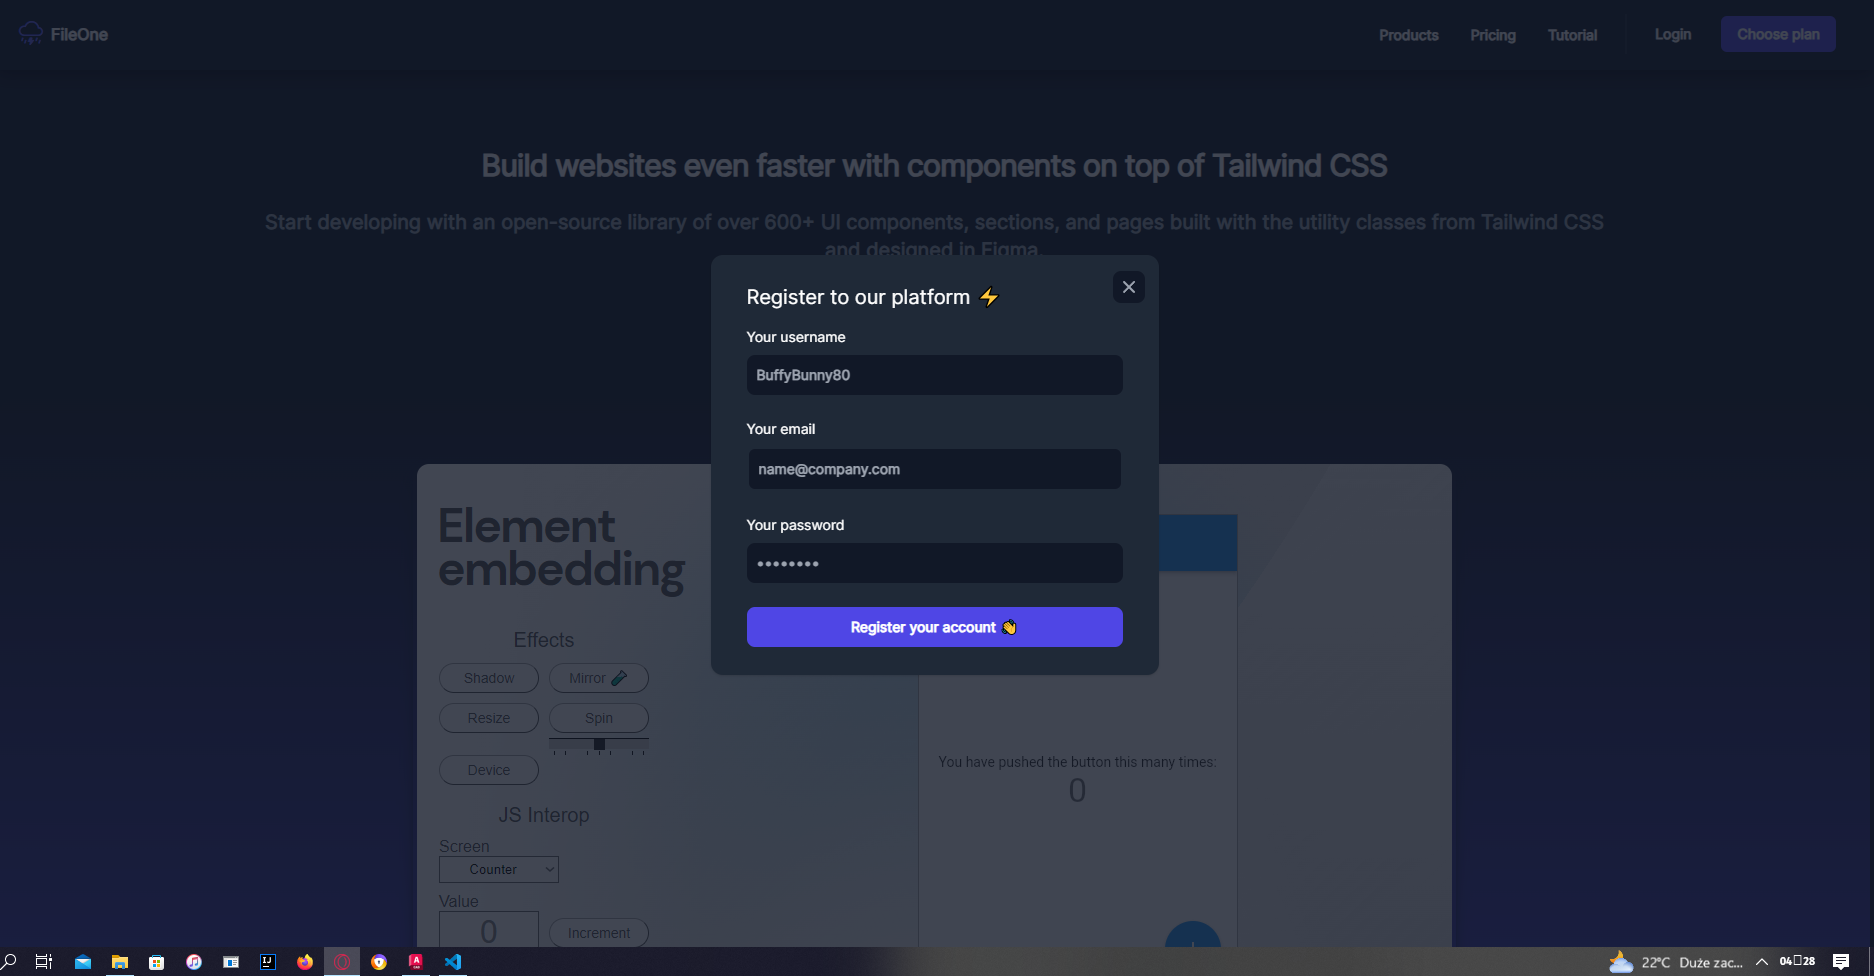 FileOne
Products
Pricing
Tutorial
Login
Choose plan
Build websites even faster with components on top of Tailwind CSS
Start developing with an open-source library of over 600+ UI components, sections, and pages built with the utility classes from Tailwind CSS
and designed in Figma.
Register to our platform ⚡
Your username
BuffyBunny80
Your email
name@company.com
Your password
••••••••
Register your account 👏
Element
embedding
Effects
Shadow
Mirror 🧪
Resize
Spin
Device
JS Interop
Screen
Counter
Value
0
Increment
You have pushed the button this many times:
0
22°C Duże zac...
04▯28